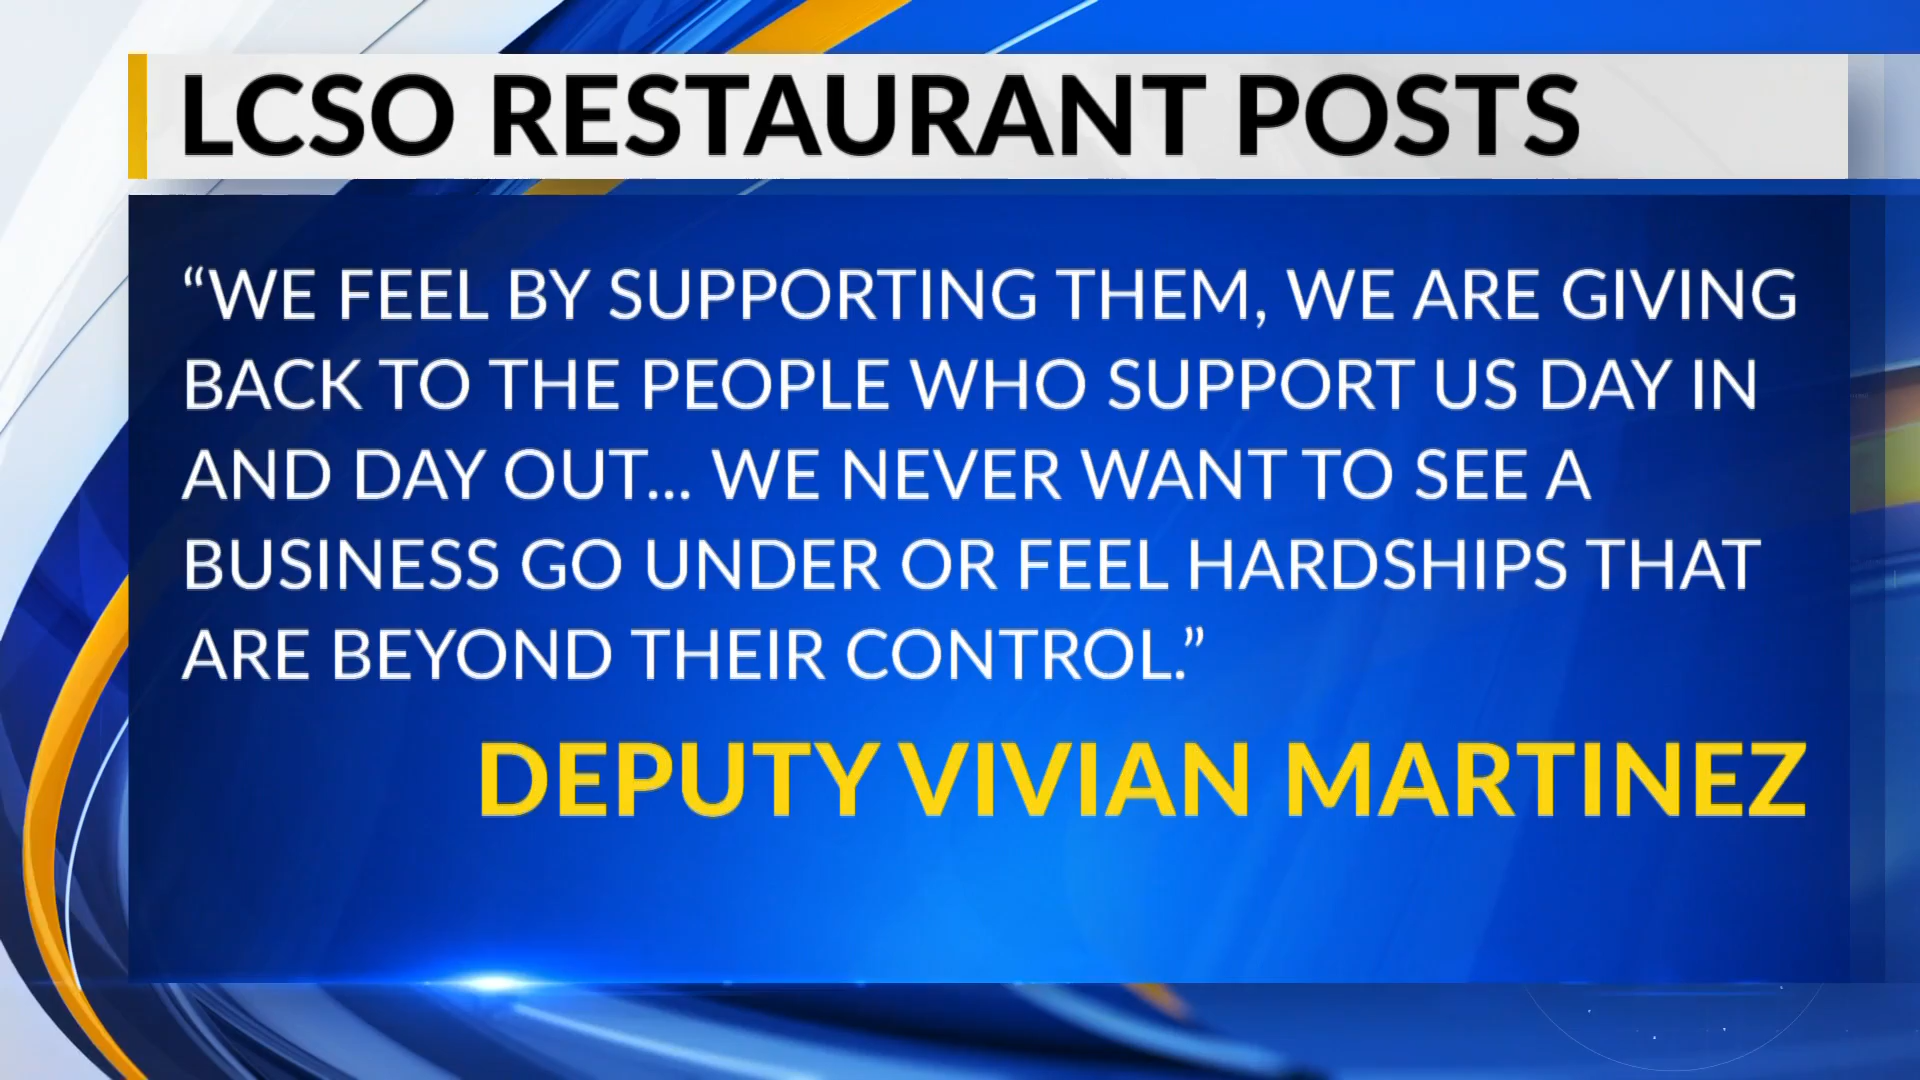 LCSO RESTAURANT POSTS
“WE FEEL BY SUPPORTING THEM, WE ARE GIVING
BACK TO THE PEOPLE WHO SUPPORT US DAY IN
AND DAY OUT... WE NEVER WANT TO SEE A
BUSINESS GO UNDER OR FEEL HARDSHIPS THAT
ARE BEYOND THEIR CONTROL.”
DEPUTY VIVIAN MARTINEZ